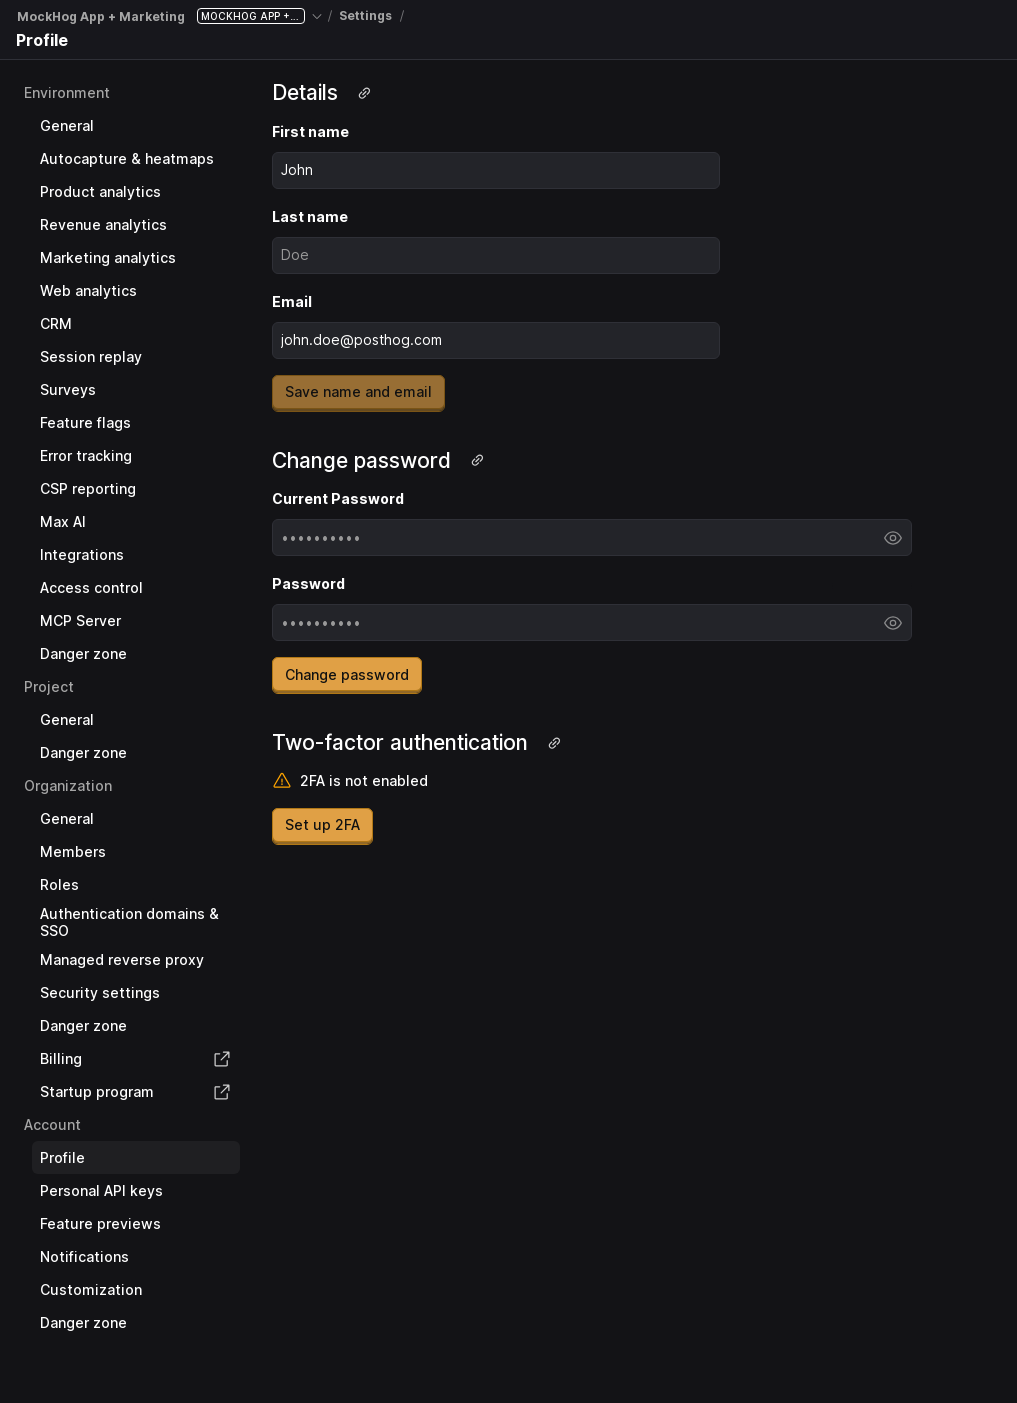 MockHog App + Marketing MOCKHOG APP +... / Settings /
Profile
Environment
General
Autocapture & heatmaps
Product analytics
Revenue analytics
Marketing analytics
Web analytics
CRM
Session replay
Surveys
Feature flags
Error tracking
CSP reporting
Max AI
Integrations
Access control
MCP Server
Danger zone
Project
General
Danger zone
Organization
General
Members
Roles
Authentication domains &
SSO
Managed reverse proxy
Security settings
Danger zone
Billing
Startup program
Account
Profile
Personal API keys
Feature previews
Notifications
Customization
Danger zone
Details
First name
John
Last name
Doe
Email
john.doe@posthog.com
Save name and email
Change password
Current Password
••••••••••
Password
••••••••••
Change password
Two-factor authentication
2FA is not enabled
Set up 2FA